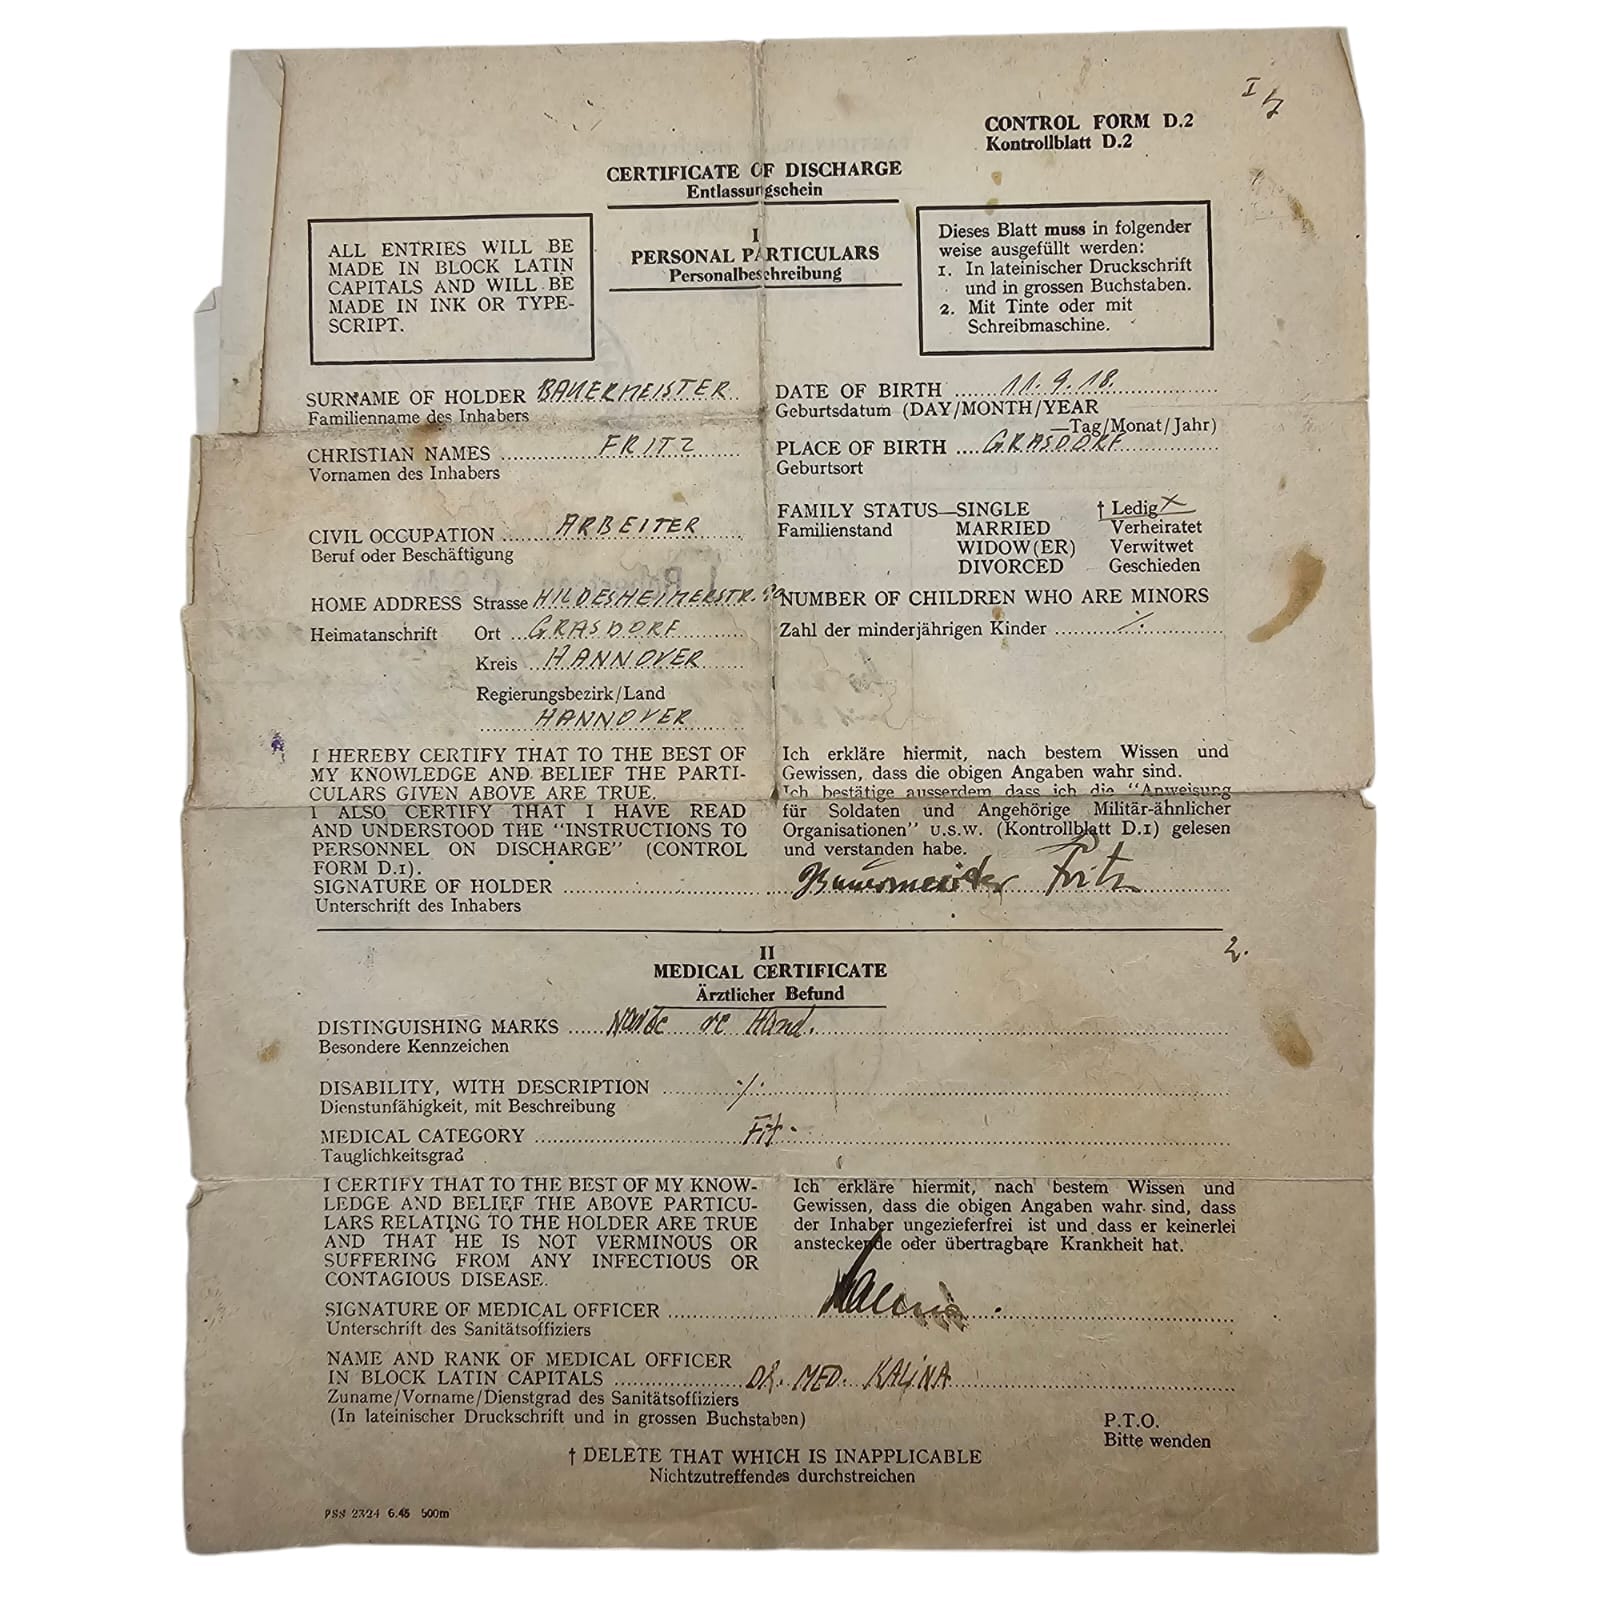 CONTROL FORM D.2
Kontrollblatt D.2
CERTIFICATE OF DISCHARGE
Entlassungschein
ALL ENTRIES WILL BE
MADE IN BLOCK LATIN
CAPITALS AND WILL BE
MADE IN INK OR TYPE-
SCRIPT.
I
PERSONAL PARTICULARS
Personalbeschreibung
Dieses Blatt muss in folgender
weise ausgefüllt werden:
1. In lateinischer Druckschrift
und in grossen Buchstaben.
2. Mit Tinte oder mit
Schreibmaschine.
SURNAME OF HOLDER BAUERMEISTER
Familienname des Inhabers
CHRISTIAN NAMES FRITZ
Vornamen des Inhabers
CIVIL OCCUPATION ARBEITER
Beruf oder Beschäftigung
HOME ADDRESS Strasse HILDESHEIMERSTR.
Heimatanschrift Ort GRASDORF
Kreis HANNOVER
Regierungsbezirk/Land
HANNOVER
DATE OF BIRTH 11.9.18.
Geburtsdatum (DAY/MONTH/YEAR
—Tag/Monat/Jahr)
PLACE OF BIRTH GRASDORF
Geburtsort
FAMILY STATUS—SINGLE † Ledig X
Familienstand MARRIED Verheiratet
WIDOW(ER) Verwitwet
DIVORCED Geschieden
NUMBER OF CHILDREN WHO ARE MINORS
Zahl der minderjährigen Kinder ./.
I HEREBY CERTIFY THAT TO THE BEST OF
MY KNOWLEDGE AND BELIEF THE PARTI-
CULARS GIVEN ABOVE ARE TRUE.
I ALSO CERTIFY THAT I HAVE READ
AND UNDERSTOOD THE "INSTRUCTIONS TO
PERSONNEL ON DISCHARGE" (CONTROL
FORM D.1).
SIGNATURE OF HOLDER
Unterschrift des Inhabers
Ich erkläre hiermit, nach bestem Wissen und
Gewissen, dass die obigen Angaben wahr sind.
Ich bestätige ausserdem dass ich die "Anweisung
für Soldaten und Angehörige Militär-ähnlicher
Organisationen" U.S.W. (Kontrollblatt D.1) gelesen
und verstanden habe.
Bauermeister Fritz
2.
II
MEDICAL CERTIFICATE
Ärztlicher Befund
DISTINGUISHING MARKS Narbe re Hand.
Besondere Kennzeichen
DISABILITY, WITH DESCRIPTION ./.
Dienstunfähigkeit, mit Beschreibung
MEDICAL CATEGORY Fit.
Tauglichkeitsgrad
I CERTIFY THAT TO THE BEST OF MY KNOW-
LEDGE AND BELIEF THE ABOVE PARTICU-
LARS RELATING TO THE HOLDER ARE TRUE
AND THAT HE IS NOT VERMINOUS OR
SUFFERING FROM ANY INFECTIOUS OR
CONTAGIOUS DISEASE.
Ich erkläre hiermit, nach bestem Wissen und
Gewissen, dass die obigen Angaben wahr sind, dass
der Inhaber ungezieferfrei ist und dass er keinerlei
ansteckende oder übertragbare Krankheit hat.
SIGNATURE OF MEDICAL OFFICER Kalina
Unterschrift des Sanitätsoffiziers
NAME AND RANK OF MEDICAL OFFICER
IN BLOCK LATIN CAPITALS DR. MED. KALINA
Zuname/Vorname/Dienstgrad des Sanitätsoffiziers
(In lateinischer Druckschrift und in grossen Buchstaben)
P.T.O.
Bitte wenden
† DELETE THAT WHICH IS INAPPLICABLE
Nichtzutreffendes durchstreichen
PSS 2324 6.45 500m